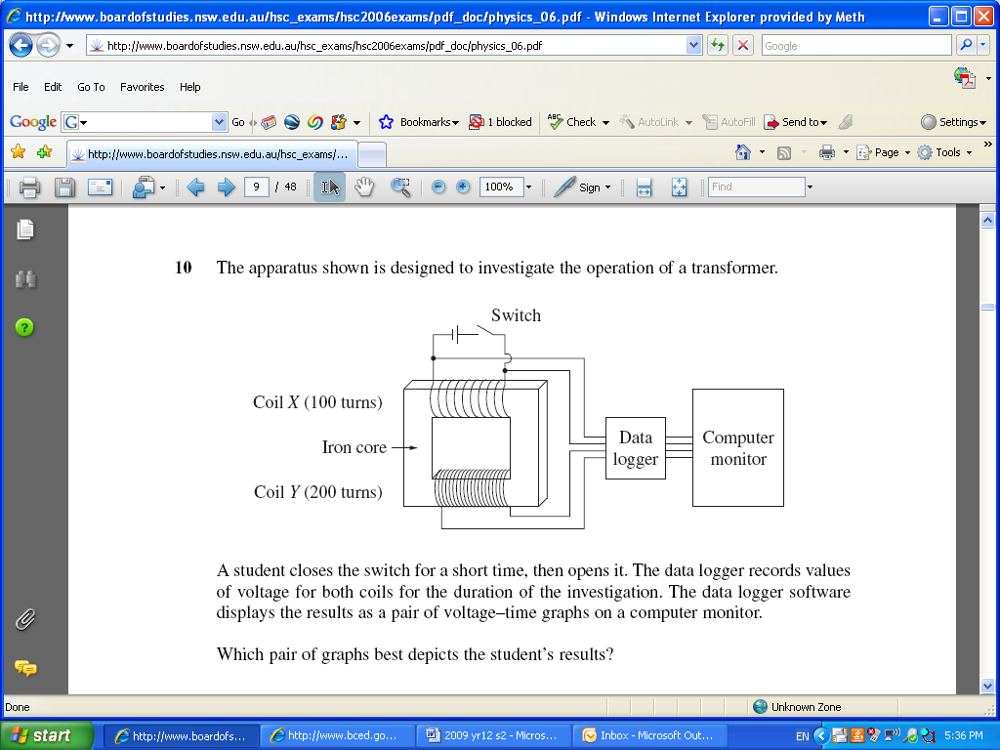 http://www.boardofstudies.nsw.edu.au/hsc_exams/hsc2006exams/pdf_doc/physics_06.pdf - Windows Internet Explorer provided by Meth
http://www.boardofstudies.nsw.edu.au/hsc_exams/hsc2006exams/pdf_doc/physics_06.pdf
Google
File Edit Go To Favorites Help
Google G Go Bookmarks 1 blocked ABC Check AutoLink AutoFill Send to Settings
http://www.boardofstudies.nsw.edu.au/hsc_exams/... Page Tools »
9 / 48 100% Sign Find
10 The apparatus shown is designed to investigate the operation of a transformer.
Switch
Coil X (100 turns)
Iron core
Coil Y (200 turns)
Data
logger
Computer
monitor
A student closes the switch for a short time, then opens it. The data logger records values
of voltage for both coils for the duration of the investigation. The data logger software
displays the results as a pair of voltage–time graphs on a computer monitor.
Which pair of graphs best depicts the student’s results?
Done Unknown Zone
start http://www.boardofs... http://www.bced.go... 2009 yr12 s2 - Micros... Inbox - Microsoft Out... EN 5:36 PM